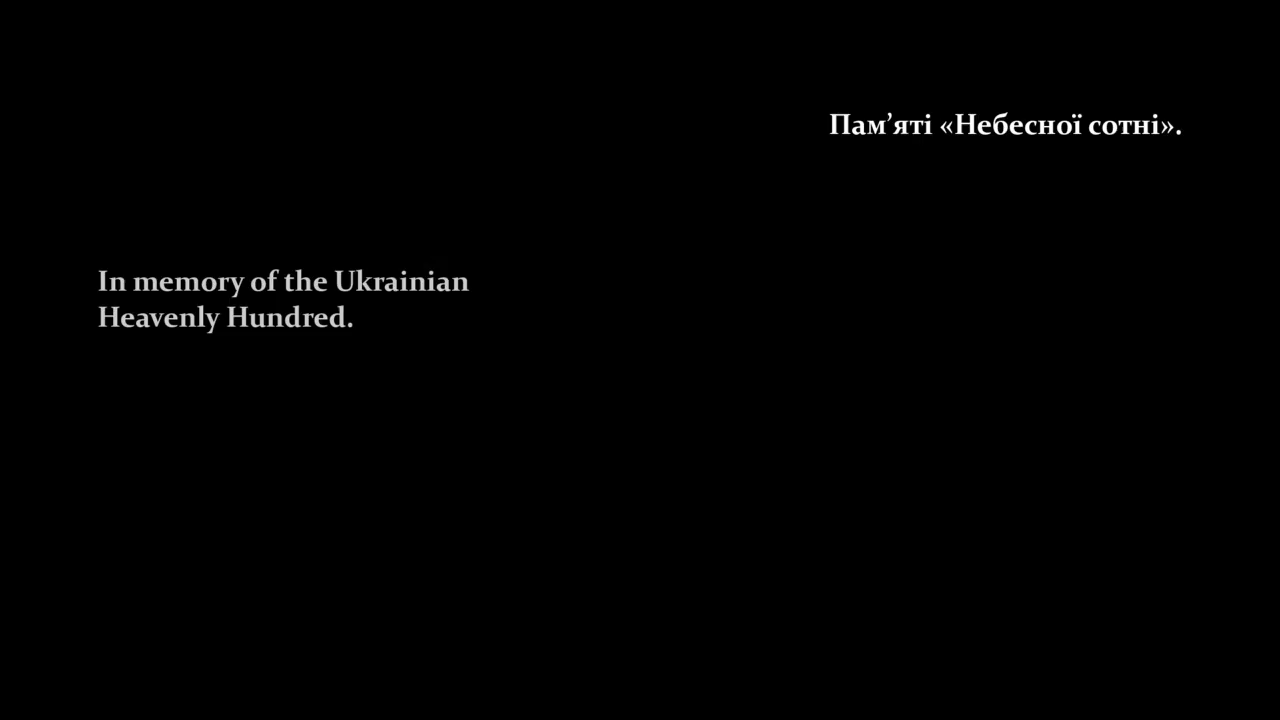 Пам’яті «Небесної сотні».
In memory of the Ukrainian
Heavenly Hundred.